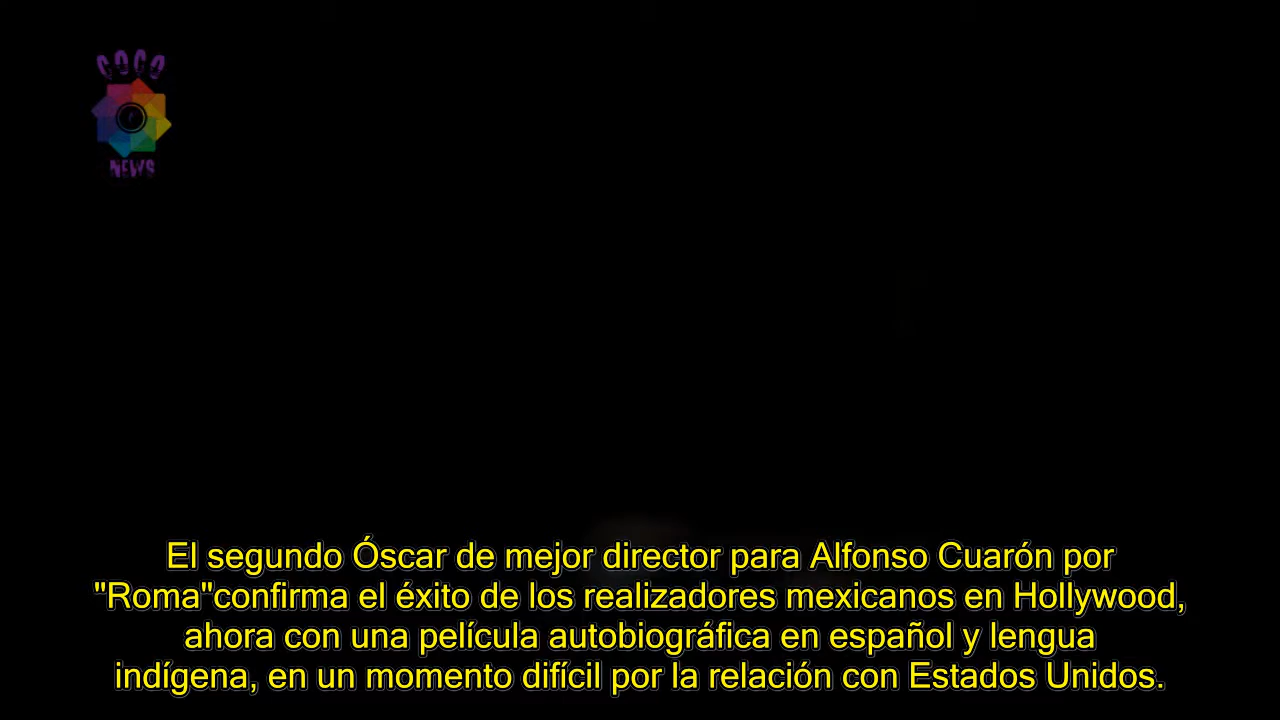 COCO
NEWS
El segundo Óscar de mejor director para Alfonso Cuarón por
"Roma"confirma el éxito de los realizadores mexicanos en Hollywood,
ahora con una película autobiográfica en español y lengua
indígena, en un momento difícil por la relación con Estados Unidos.